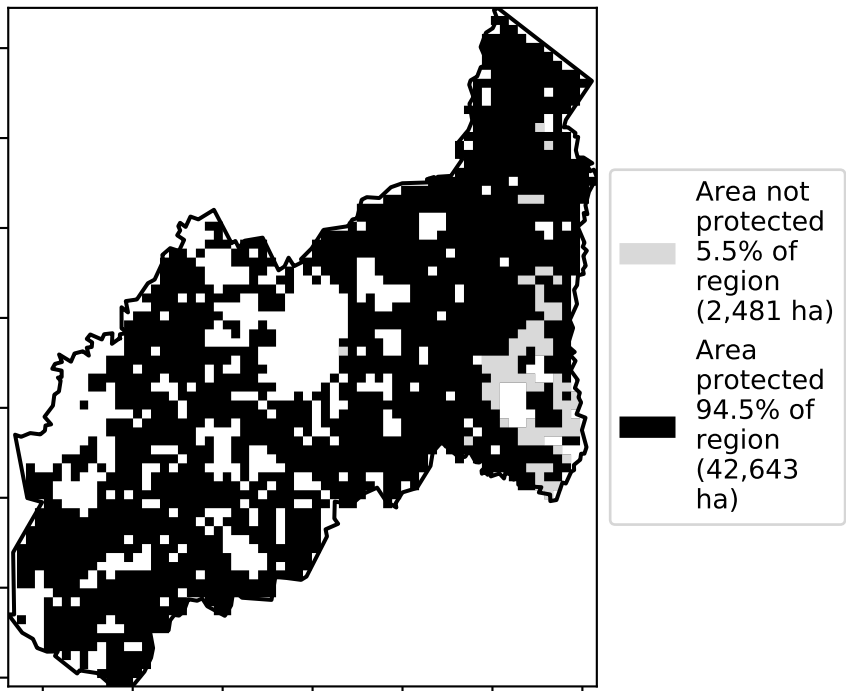 Area not
protected
5.5% of
region
(2,481 ha)
Area
protected
94.5% of
region
(42,643
ha)